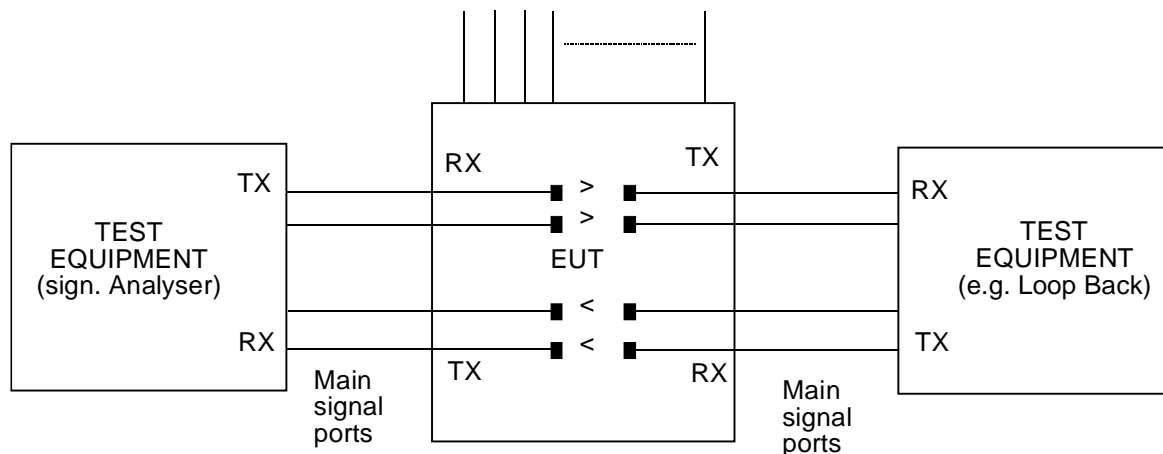 RX
TX
TX
>
RX
TEST
EQUIPMENT
(sign. Analyser)
>
EUT
TEST
EQUIPMENT
(e.g. Loop Back)
<
RX
<
TX
TX
RX
Main
signal
ports
Main
signal
ports